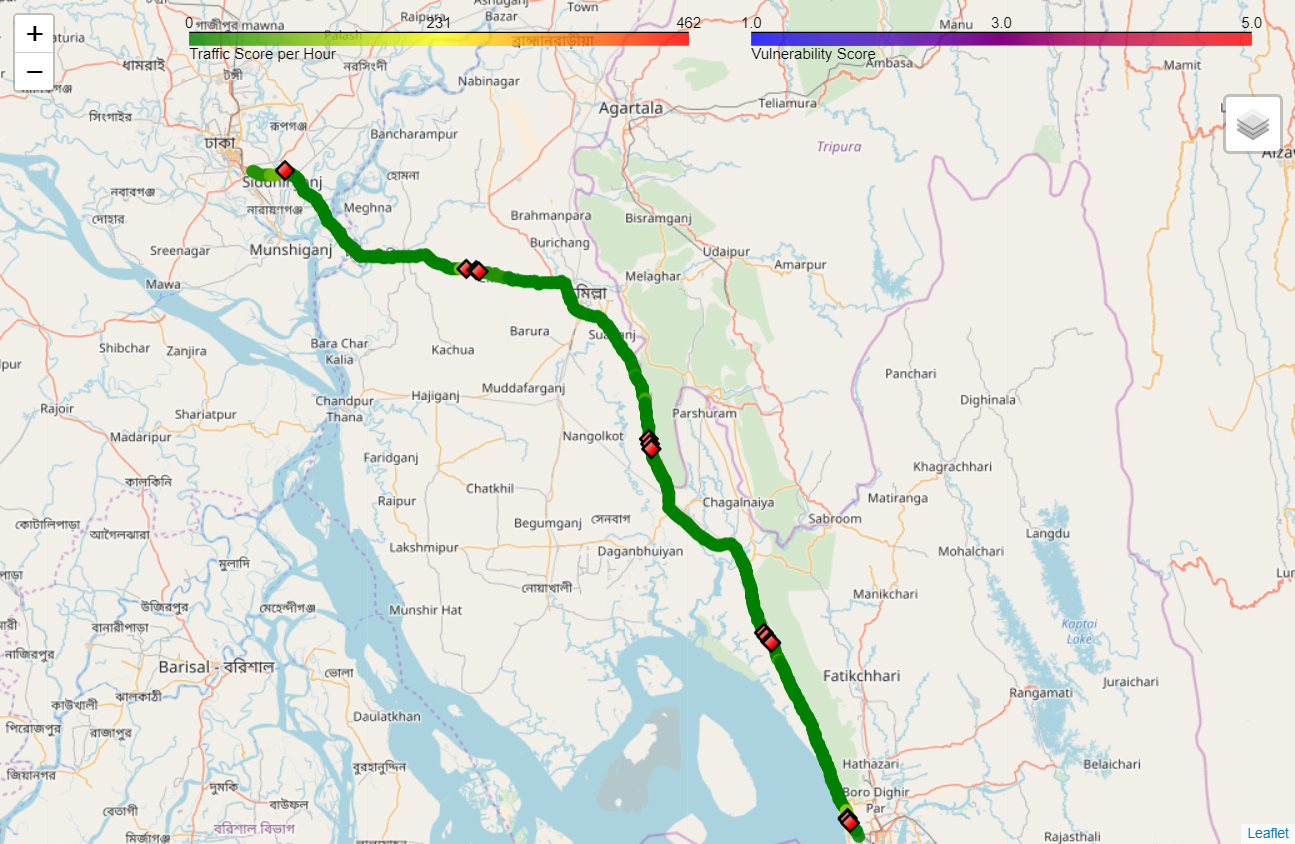 +
−
0
231
462
Traffic Score per Hour
1.0
3.0
5.0
Vulnerability Score
গাজীপুর mawna
Raipura
Bazar
Town
Manu
Palash
ব্রাহ্মণবাড়ীয়া
ধামরাই
টঙ্গী
নরসিংদী
Nabinagar
Ambasa
Mamit
সিংগাইর
রূপগঞ্জ
Agartala
Teliamura
ঢাকা
Bancharampur
Tripura
Siddhirganj
হোমনা
নবাবগঞ্জ
দোহার
নারায়ণগঞ্জ
Meghna
Brahmanpara
Bisramganj
Sreenagar
Munshiganj
Burichang
Udaipur
Amarpur
Mawa
Melaghar
Barura
Shibchar
Zanjira
Bara Char
Kalia
Kachua
Panchari
Rajoir
Shariatpur
Chandpur
Thana
Hajiganj
Muddafarganj
Parshuram
Dighinala
Madaripur
Nangolkot
Faridganj
Khagrachhari
কালকিনি
Raipur
Chatkhil
Chagalnaiya
Matiranga
কোটালিপাড়া
আগৈলঝারা
Begumganj
সেনবাগ
Sabroom
Langdu
Lakshmipur
Daganbhuiyan
Mohalchari
মুলাদি
নোয়াখালী
Manikchari
উজিরপুর
মেহেন্দীগঞ্জ
Munshir Hat
বানারীপাড়া
Kaptai
Lake
নাজিরপুর
Barisal - বরিশাল
ভোলা
Fatikchhari
Juraichari
ঝালকাঠী
Rangamati
কাউখালী
Daulatkhan
পিরোজপুর
রাজাপুর
জিয়ানগর
বুরহানুদ্দিন
Hathazari
Belaichari
দুমকি
Boro Dighir
Par
বেতাগী
বাউফল
বরিশাল বিভাগ
মির্জাগঞ্জ
Rajasthali
Leaflet